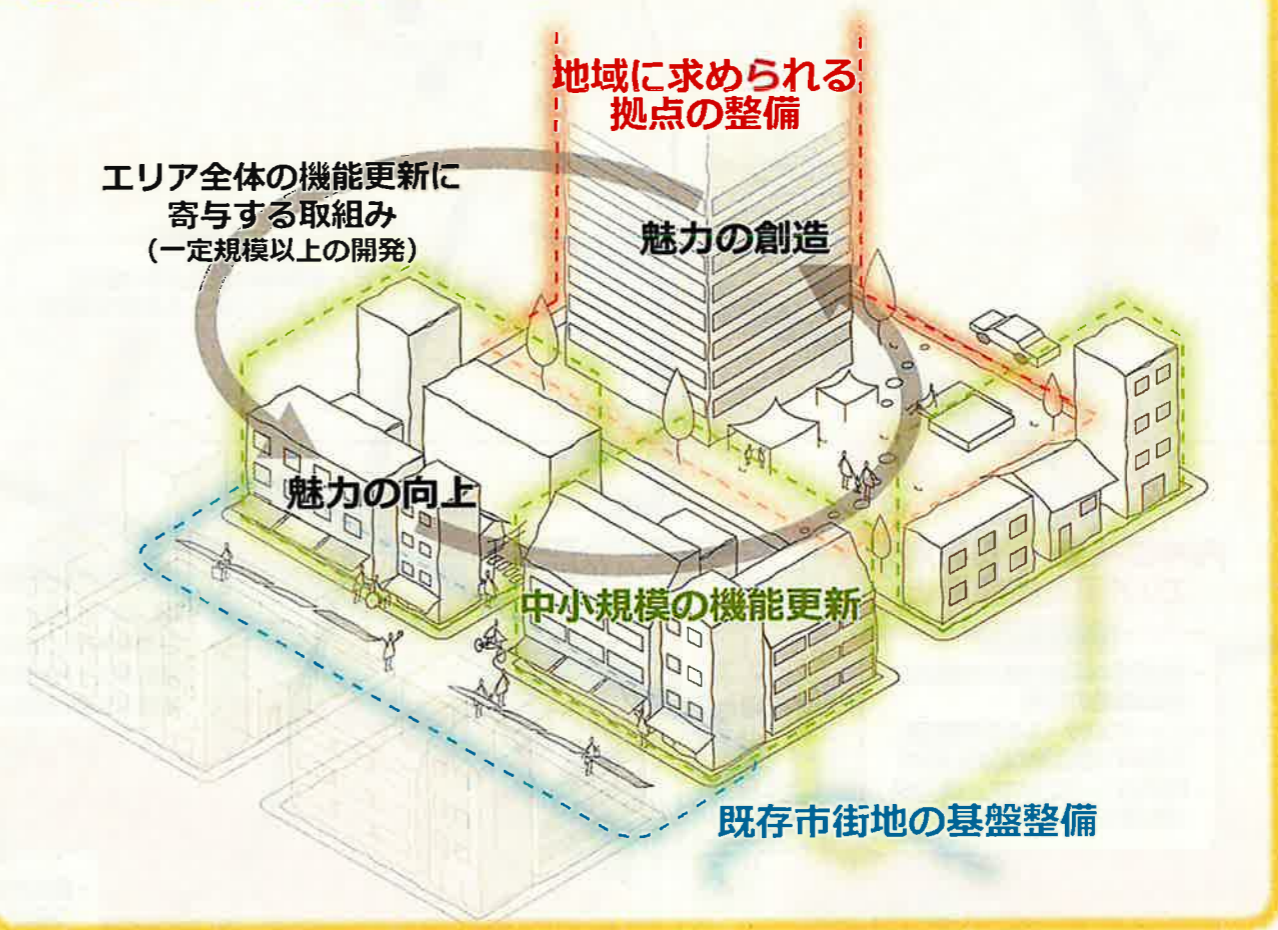 地域に求められる
拠点の整備
エリア全体の機能更新に
寄与する取組み
（一定規模以上の開発）
魅力の創造
魅力の向上
中小規模の機能更新
既存市街地の基盤整備